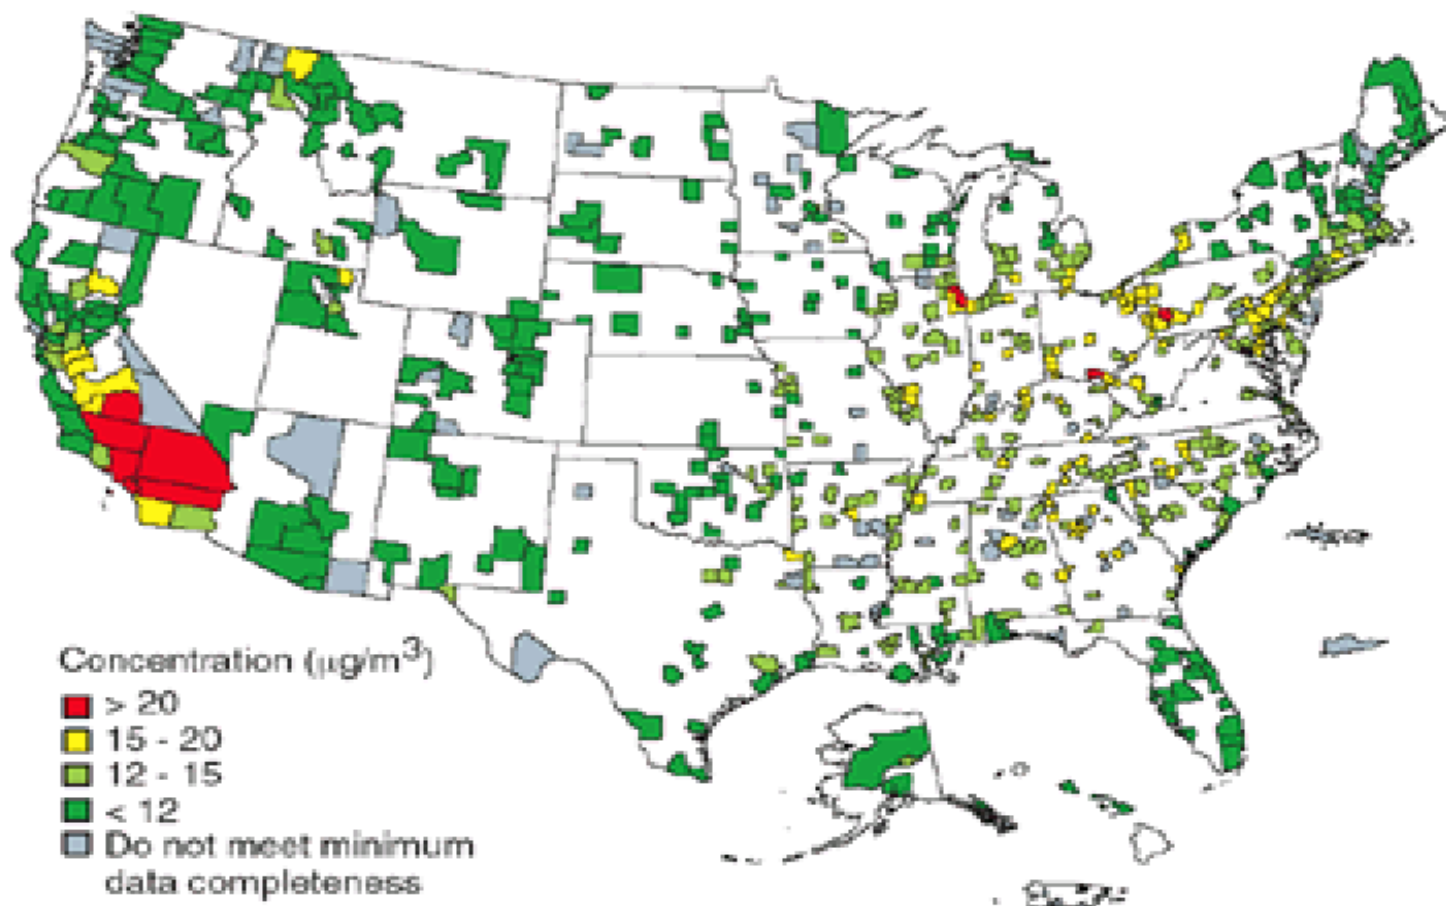 Concentration (µg/m³)
> 20
15 - 20
12 - 15
< 12
Do not meet minimum
data completeness